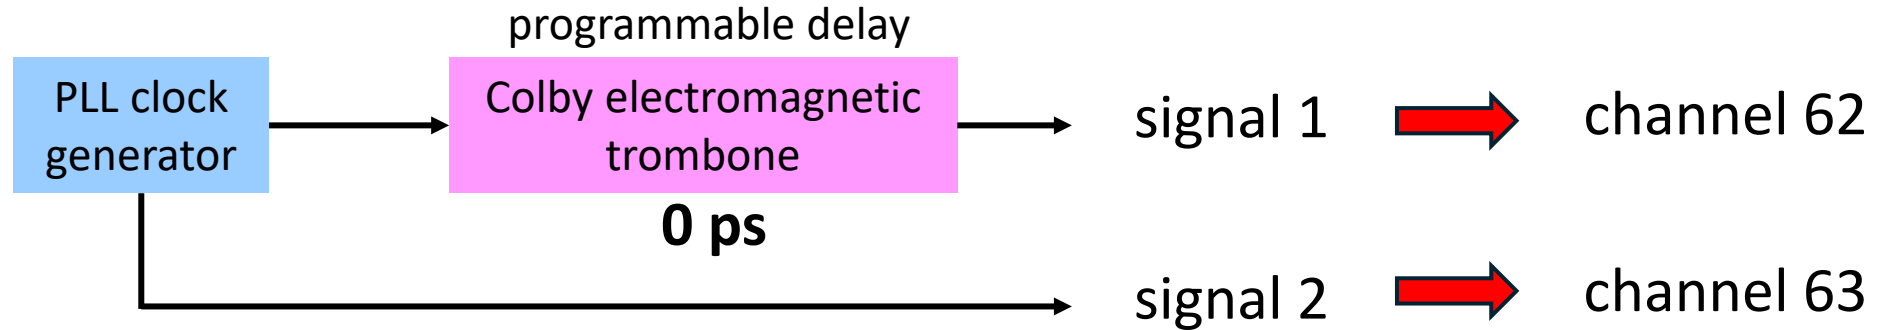 programmable delay
PLL clock
generator
Colby electromagnetic
trombone
0 ps
signal 1
channel 62
signal 2
channel 63